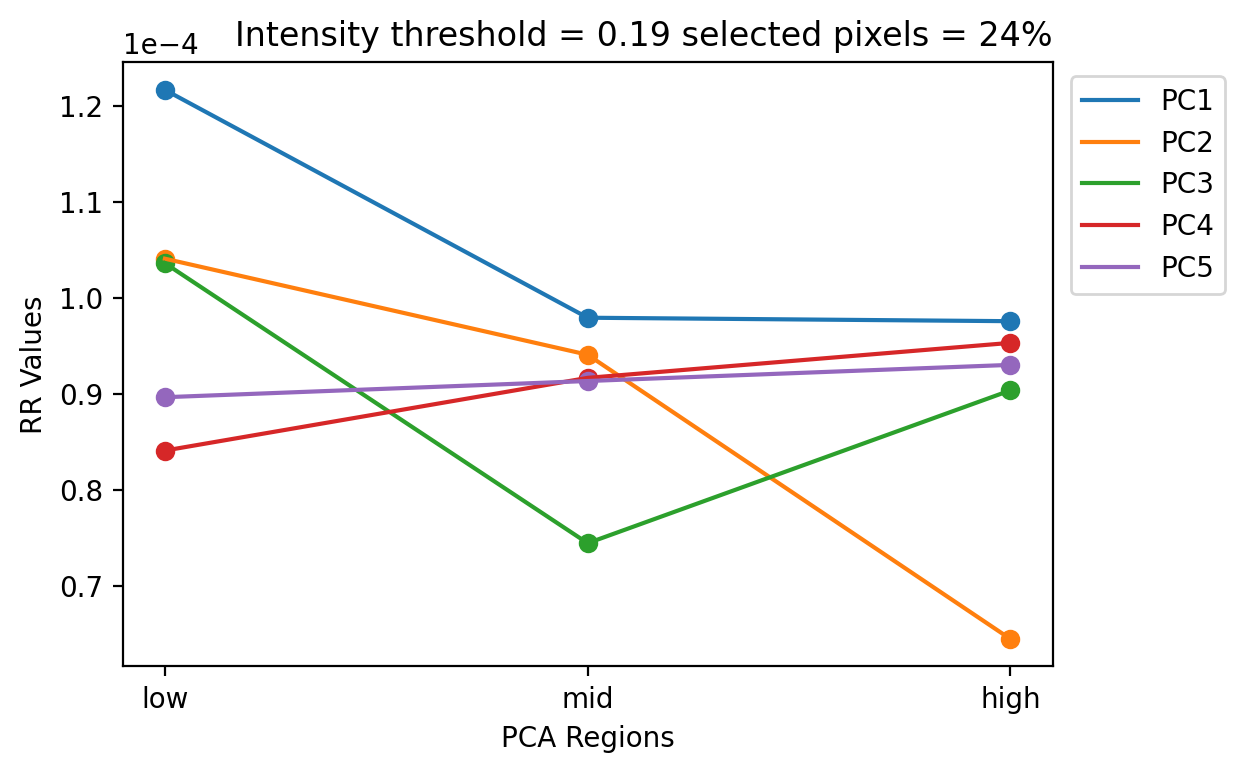 Intensity threshold = 0.19 selected pixels = 24%
1e−4
1.2
1.1
1.0
0.9
0.8
0.7
RR Values
low
mid
high
PCA Regions
PC1
PC2
PC3
PC4
PC5